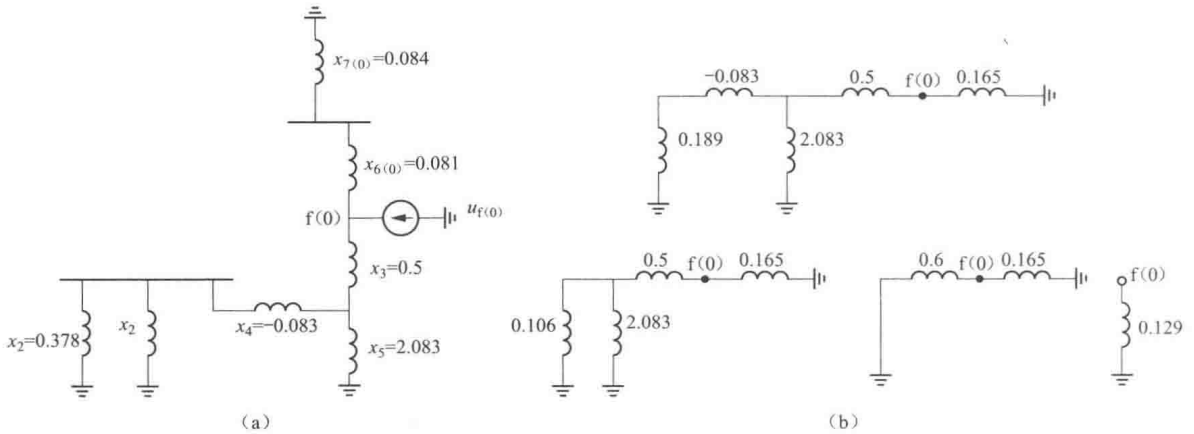 x7(0)=0.084
x6(0)=0.081
f(0)
uf(0)
x3=0.5
x2=0.378
x2
x4=-0.083
x5=2.083
(a)
-0.083
0.5
f(0)
0.165
0.189
2.083
0.5
f(0)
0.165
0.106
2.083
0.6
f(0)
0.165
f(0)
0.129
(b)